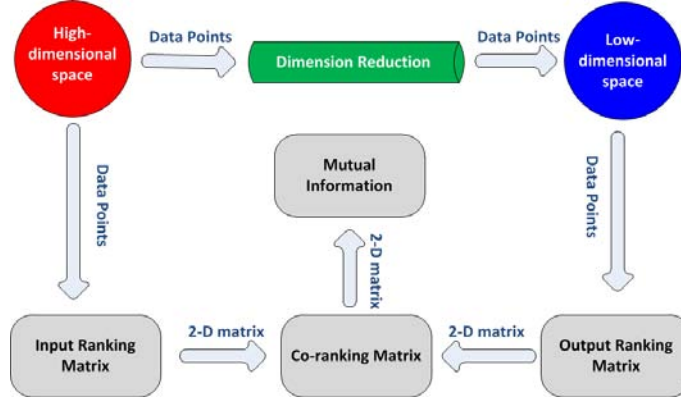 High-
dimensional
space
Data Points
Dimension Reduction
Data Points
Low-
dimensional
space
Data Points
Mutual
Information
Data Points
2-D matrix
Input Ranking
Matrix
2-D matrix
Co-ranking Matrix
2-D matrix
Output Ranking
Matrix